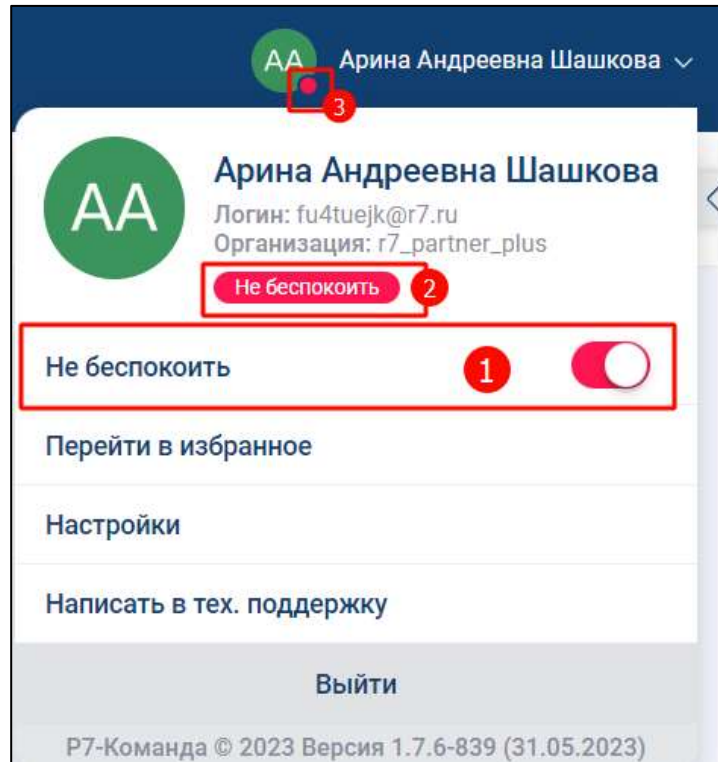 АА Арина Андреевна Шашкова
3
АА
Арина Андреевна Шашкова
Логин: fu4tuejk@r7.ru
Организация: r7_partner_plus
Не беспокоить 2
Не беспокоить 1
Перейти в избранное
Настройки
Написать в тех. поддержку
Выйти
Р7-Команда © 2023 Версия 1.7.6-839 (31.05.2023)